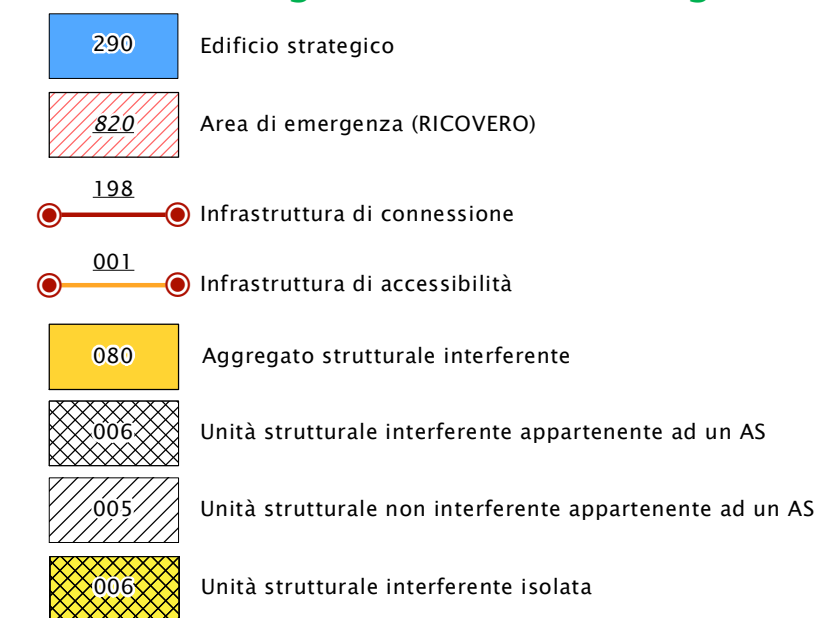 290 Edificio strategico
820 Area di emergenza (RICOVERO)
198
Infrastruttura di connessione
001
Infrastruttura di accessibilità
080 Aggregato strutturale interferente
006 Unità strutturale interferente appartenente ad un AS
005 Unità strutturale non interferente appartenente ad un AS
006 Unità strutturale interferente isolata